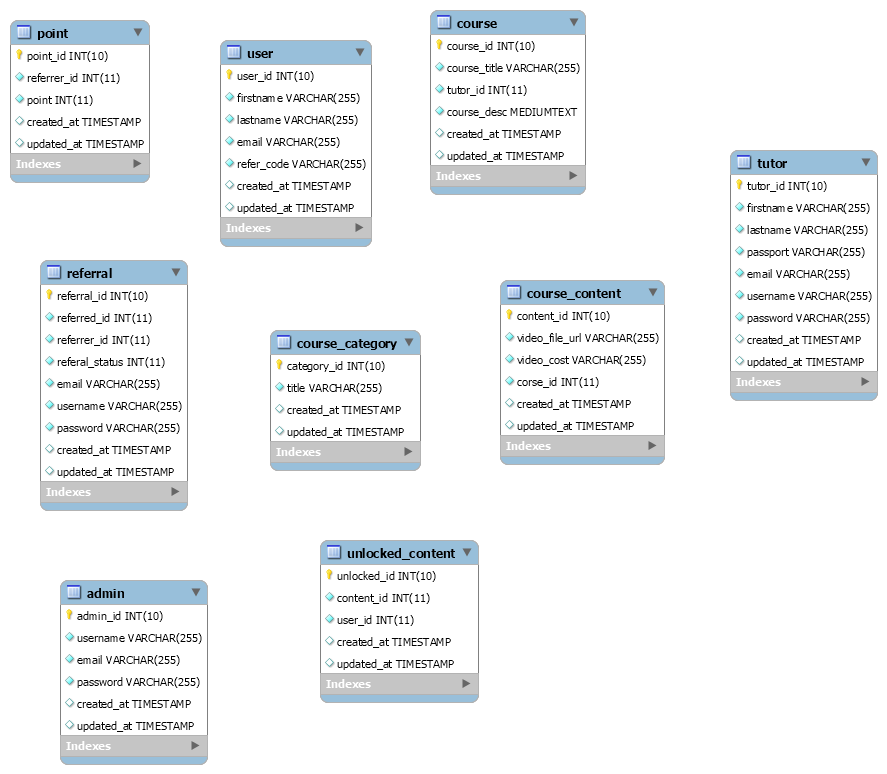 point
point_id INT(10)
referrer_id INT(11)
point INT(11)
created_at TIMESTAMP
updated_at TIMESTAMP
Indexes
user
user_id INT(10)
firstname VARCHAR(255)
lastname VARCHAR(255)
email VARCHAR(255)
refer_code VARCHAR(255)
created_at TIMESTAMP
updated_at TIMESTAMP
Indexes
course
course_id INT(10)
course_title VARCHAR(255)
tutor_id INT(11)
course_desc MEDIUMTEXT
created_at TIMESTAMP
updated_at TIMESTAMP
Indexes
tutor
tutor_id INT(10)
firstname VARCHAR(255)
lastname VARCHAR(255)
passport VARCHAR(255)
email VARCHAR(255)
username VARCHAR(255)
password VARCHAR(255)
created_at TIMESTAMP
updated_at TIMESTAMP
Indexes
referral
referral_id INT(10)
referred_id INT(11)
referrer_id INT(11)
referal_status INT(11)
email VARCHAR(255)
username VARCHAR(255)
password VARCHAR(255)
created_at TIMESTAMP
updated_at TIMESTAMP
Indexes
course_category
category_id INT(10)
title VARCHAR(255)
created_at TIMESTAMP
updated_at TIMESTAMP
Indexes
course_content
content_id INT(10)
video_file_url VARCHAR(255)
video_cost VARCHAR(255)
corse_id INT(11)
created_at TIMESTAMP
updated_at TIMESTAMP
Indexes
admin
admin_id INT(10)
username VARCHAR(255)
email VARCHAR(255)
password VARCHAR(255)
created_at TIMESTAMP
updated_at TIMESTAMP
Indexes
unlocked_content
unlocked_id INT(10)
content_id INT(11)
user_id INT(11)
created_at TIMESTAMP
updated_at TIMESTAMP
Indexes